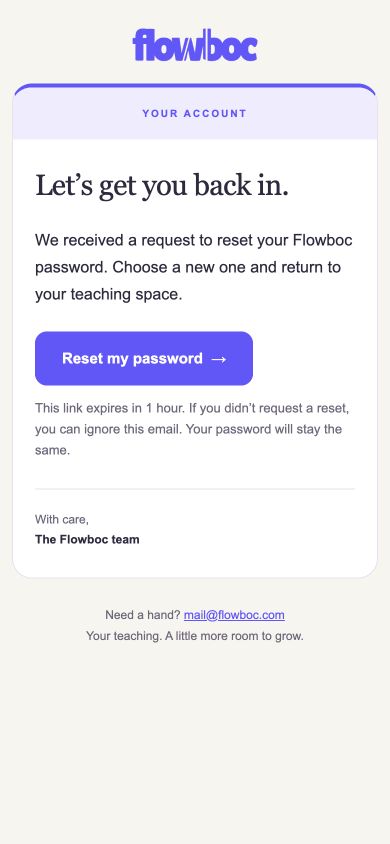 flowboc
YOUR ACCOUNT
Let’s get you back in.
We received a request to reset your Flowboc
password. Choose a new one and return to
your teaching space.
Reset my password →
This link expires in 1 hour. If you didn’t request a reset,
you can ignore this email. Your password will stay the
same.
With care,
The Flowboc team
Need a hand? mail@flowboc.com
Your teaching. A little more room to grow.